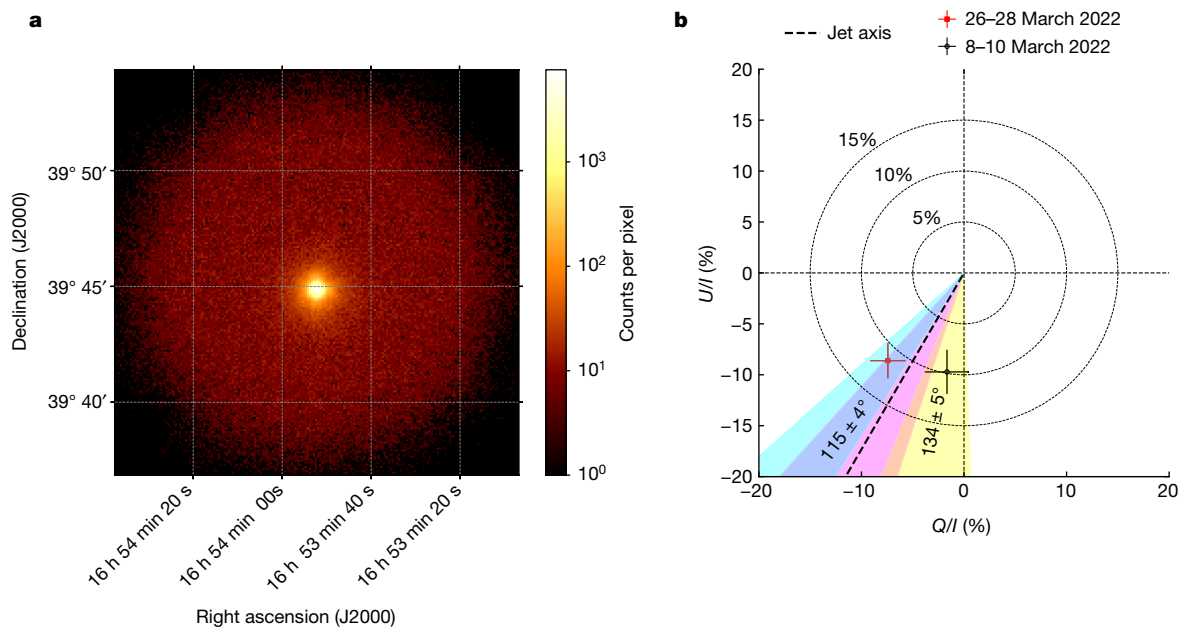 a
Declination (J2000)
39° 50′
39° 45′
39° 40′
16 h 54 min 20 s
16 h 54 min 00s
16 h 53 min 40 s
16 h 53 min 20 s
Right ascension (J2000)
10³
10²
10¹
10⁰
Counts per pixel
b
Jet axis
26–28 March 2022
8–10 March 2022
U/I (%)
20
15
10
5
0
−5
−10
−15
−20
15%
10%
5%
115 ± 4°
134 ± 5°
−20
−10
0
10
20
Q/I (%)